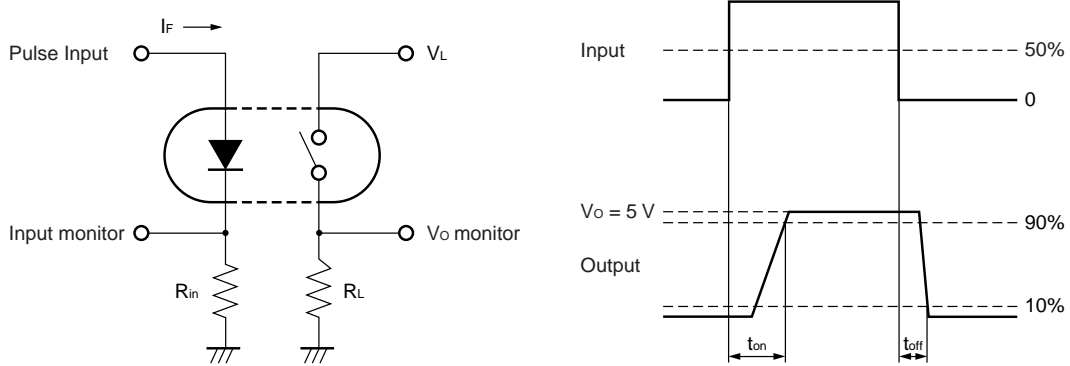 IF
Pulse Input
VL
Input monitor
VO monitor
Rin
RL
Input
50%
0
VO = 5 V
90%
Output
10%
ton
toff